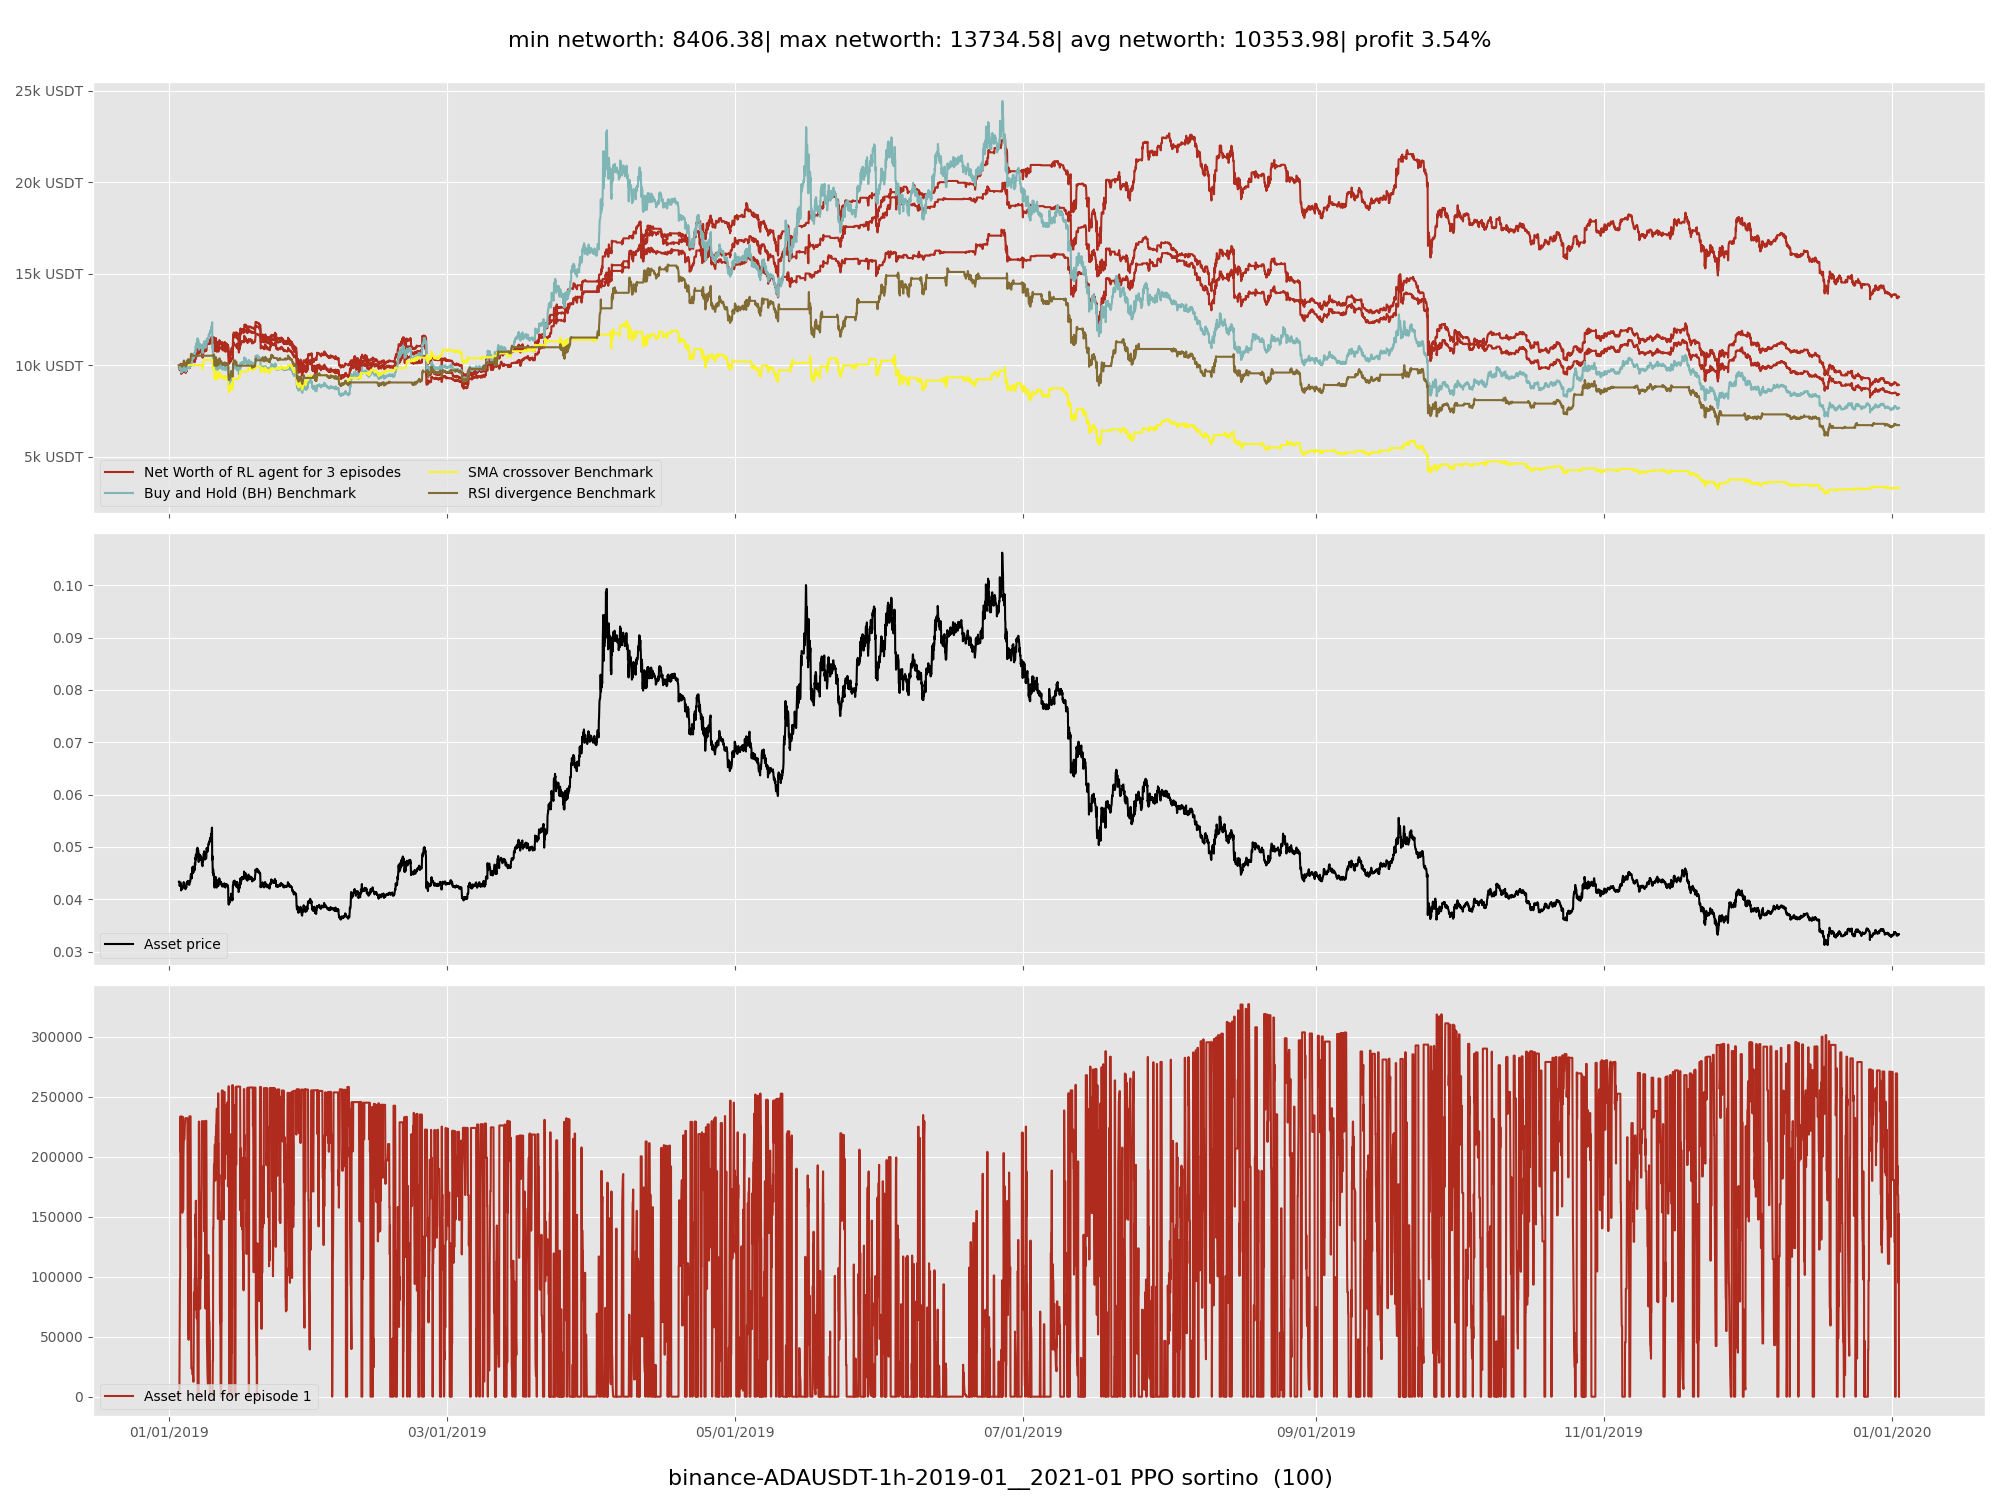 min networth: 8406.38| max networth: 13734.58| avg networth: 10353.98| profit 3.54%
25k USDT
20k USDT
15k USDT
10k USDT
5k USDT
Net Worth of RL agent for 3 episodes
Buy and Hold (BH) Benchmark
SMA crossover Benchmark
RSI divergence Benchmark
0.10
0.09
0.08
0.07
0.06
0.05
0.04
0.03
Asset price
300000
250000
200000
150000
100000
50000
0
Asset held for episode 1
01/01/2019
03/01/2019
05/01/2019
07/01/2019
09/01/2019
11/01/2019
01/01/2020
binance-ADAUSDT-1h-2019-01__2021-01 PPO sortino  (100)